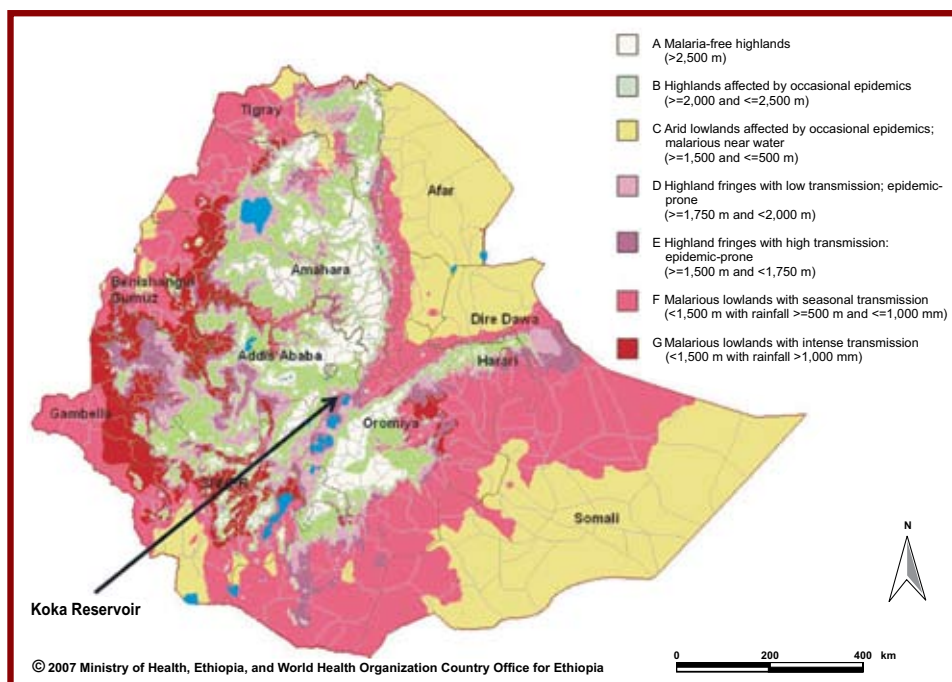 A Malaria-free highlands
(>2,500 m)
B Highlands affected by occasional epidemics
(>=2,000 and <=2,500 m)
C Arid lowlands affected by occasional epidemics;
malarious near water
(>=1,500 and <=500 m)
D Highland fringes with low transmission; epidemic-
prone
(>=1,750 m and <2,000 m)
E Highland fringes with high transmission:
epidemic-prone
(>=1,500 m and <1,750 m)
F Malarious lowlands with seasonal transmission
(<1,500 m with rainfall >=500 m and <=1,000 mm)
G Malarious lowlands with intense transmission
(<1,500 m with rainfall >1,000 mm)
Tigray
Afar
Amahara
Benishangul
Gumuz
Dire Dawa
Addis Ababa
Harari
Gambella
Oromiya
Somali
N
Koka Reservoir
© 2007 Ministry of Health, Ethiopia, and World Health Organization Country Office for Ethiopia
0 200 400 km